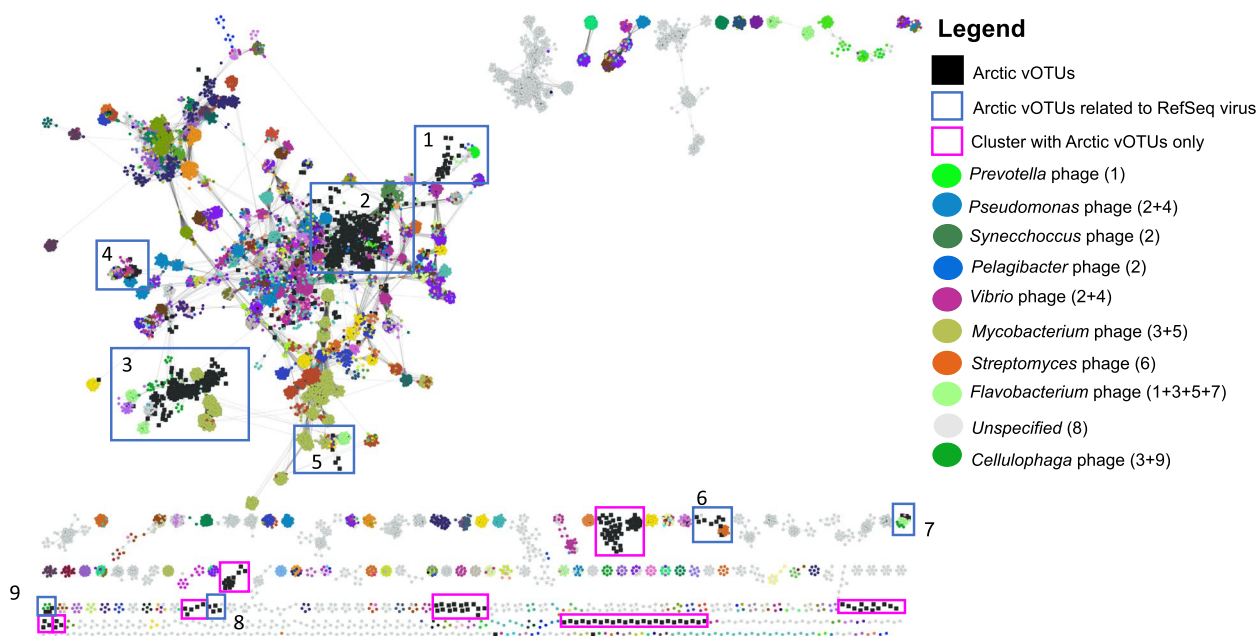 Legend
Arctic vOTUs
Arctic vOTUs related to RefSeq virus
Cluster with Arctic vOTUs only
Prevotella phage (1)
Pseudomonas phage (2+4)
Synecchoccus phage (2)
Pelagibacter phage (2)
Vibrio phage (2+4)
Mycobacterium phage (3+5)
Streptomyces phage (6)
Flavobacterium phage (1+3+5+7)
Unspecified (8)
Cellulophaga phage (3+9)
1
2
4
3
5
6
7
9
8